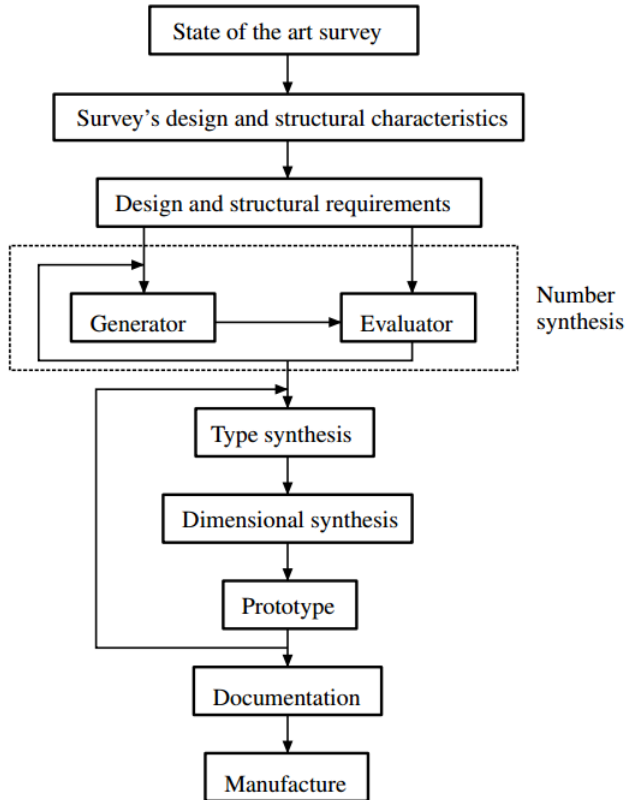 State of the art survey
Survey's design and structural characteristics
Design and structural requirements
Generator
Evaluator
Number
synthesis
Type synthesis
Dimensional synthesis
Prototype
Documentation
Manufacture